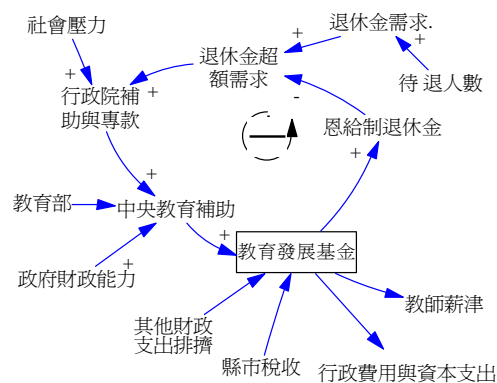 社會壓力
+
退休金需求.
+
+
退休金超
額需求
待退人數
+
行政院補
助與專款
+
-
恩給制退休金
+
+
教育部
中央教育補助
+
教育發展基金
政府財政能力
+
教師薪津
其他財政
支出排擠
縣市稅收
行政費用與資本支出